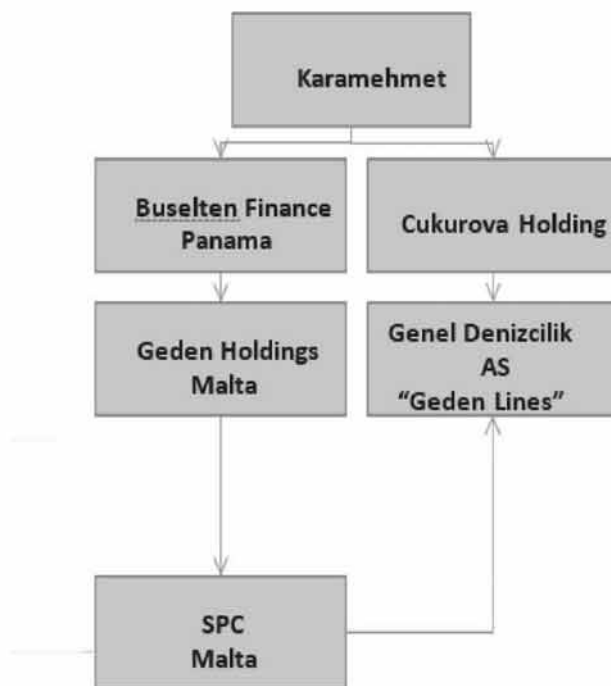 Karamehmet
Buselten Finance
Panama
Cukurova Holding
Geden Holdings
Malta
Genel Denizcilik
AS
“Geden Lines”
SPC
Malta